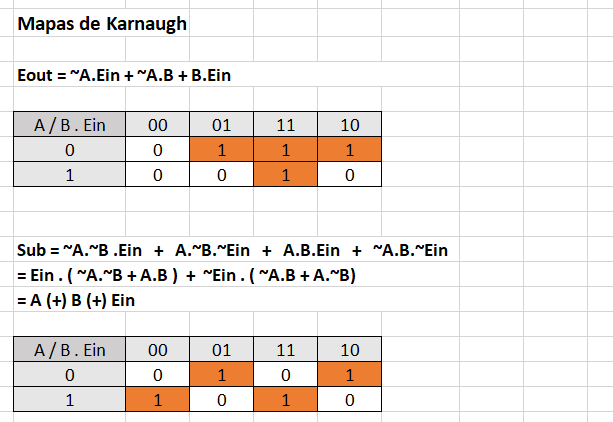 Mapas de Karnaugh
Eout = ~A.Ein + ~A.B + B.Ein
A / B . Ein 00 01 11 10
0 0 1 1 1
1 0 0 1 0
Sub = ~A.~B .Ein + A.~B.~Ein + A.B.Ein + ~A.B.~Ein
= Ein . ( ~A.~B + A.B ) + ~Ein . ( ~A.B + A.~B)
= A (+) B (+) Ein
A / B . Ein 00 01 11 10
0 0 1 0 1
1 1 0 1 0